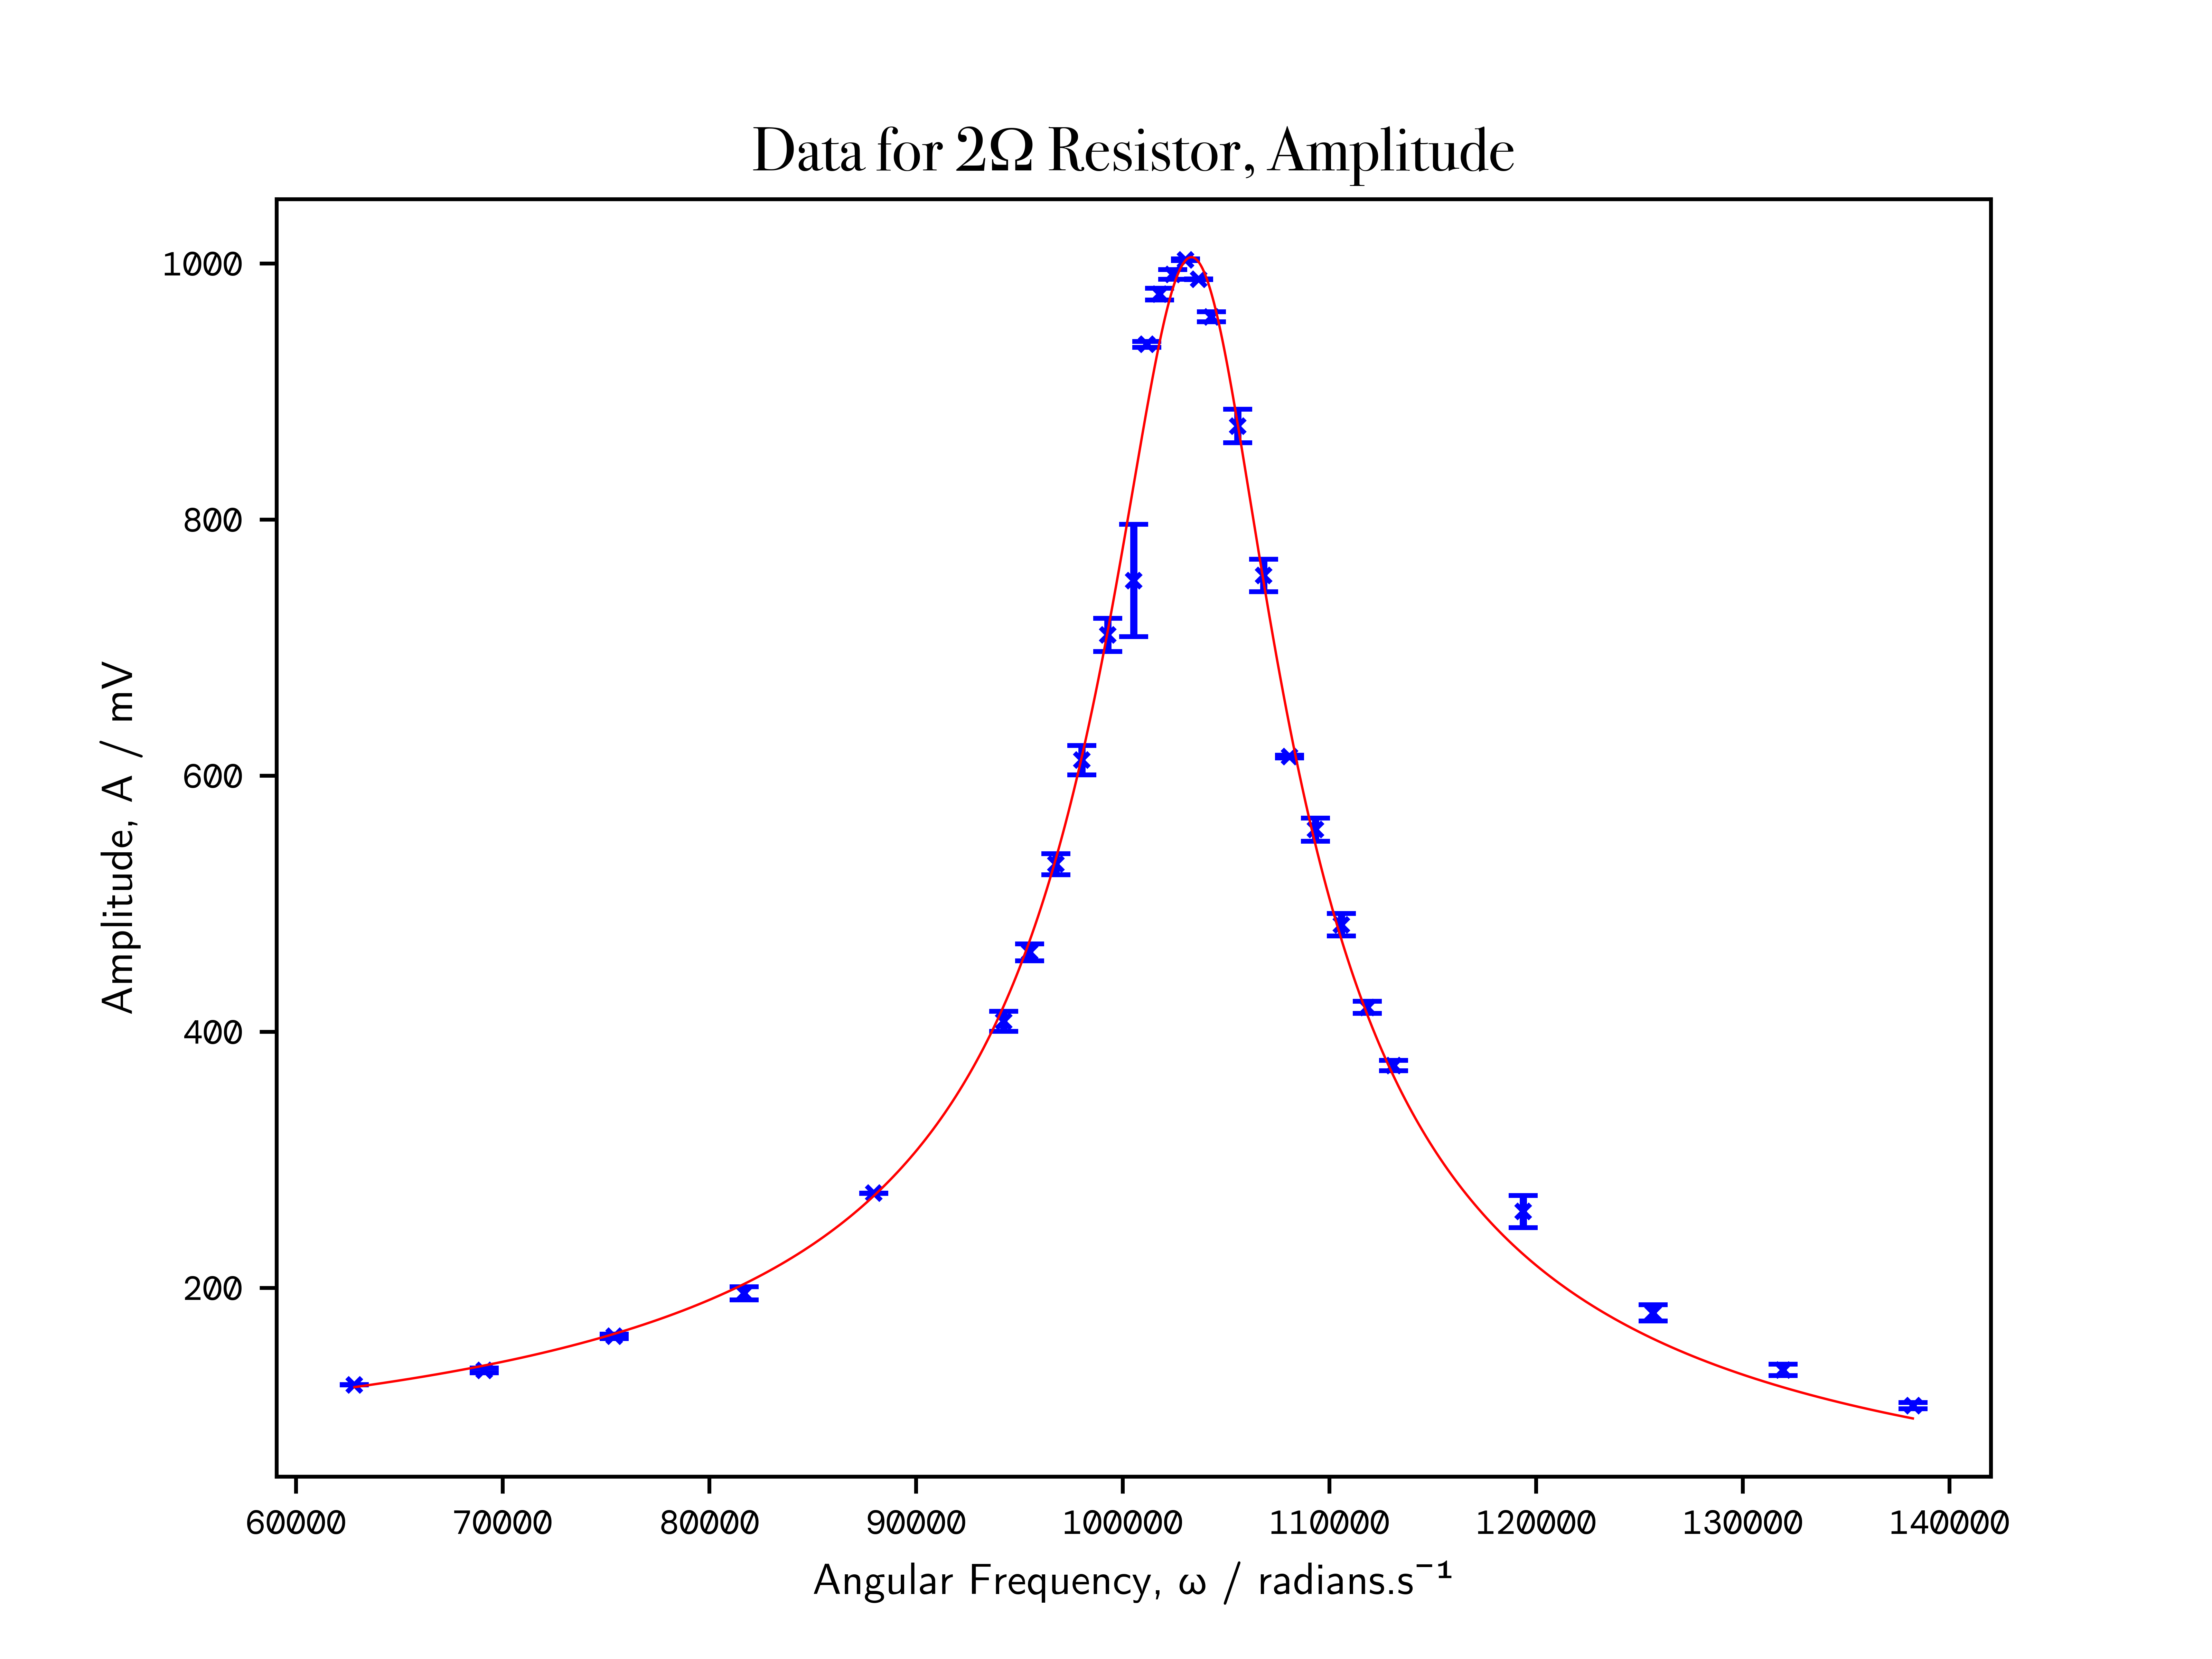 Data for 2Ω Resistor, Amplitude
1000
800
600
400
200
Amplitude, A / mV
60000 70000 80000 90000 100000 110000 120000 130000 140000
Angular Frequency, ω / radians.s⁻¹